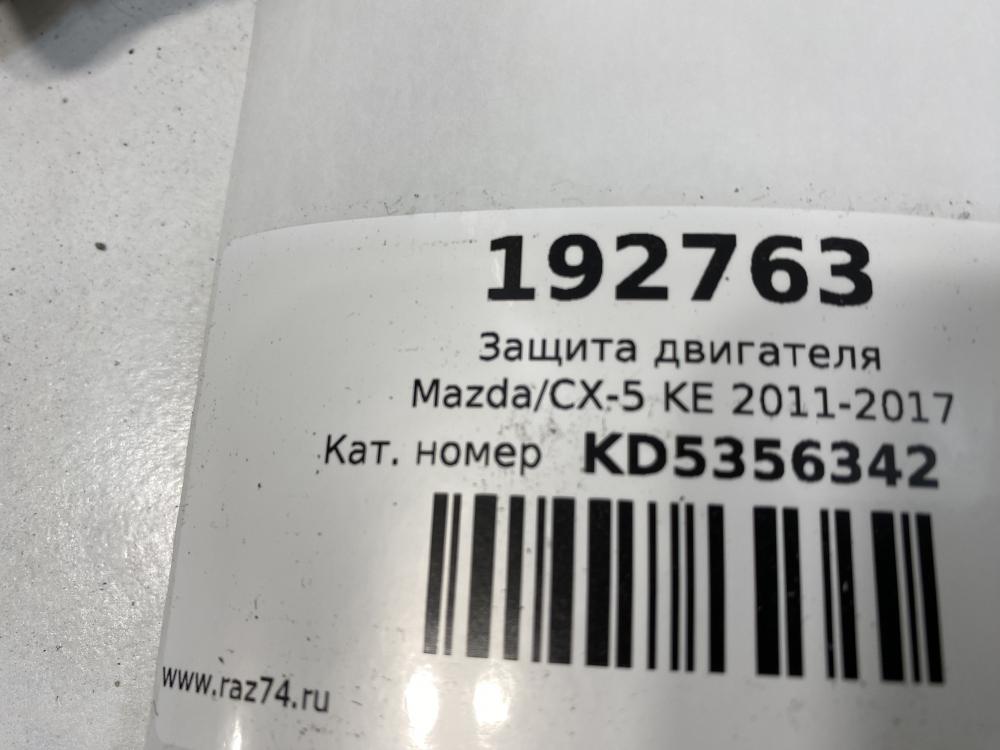 192763
Защита двигателя
Mazda/CX-5 KE 2011-2017
Кат. номер KD5356342
www.raz74.ru